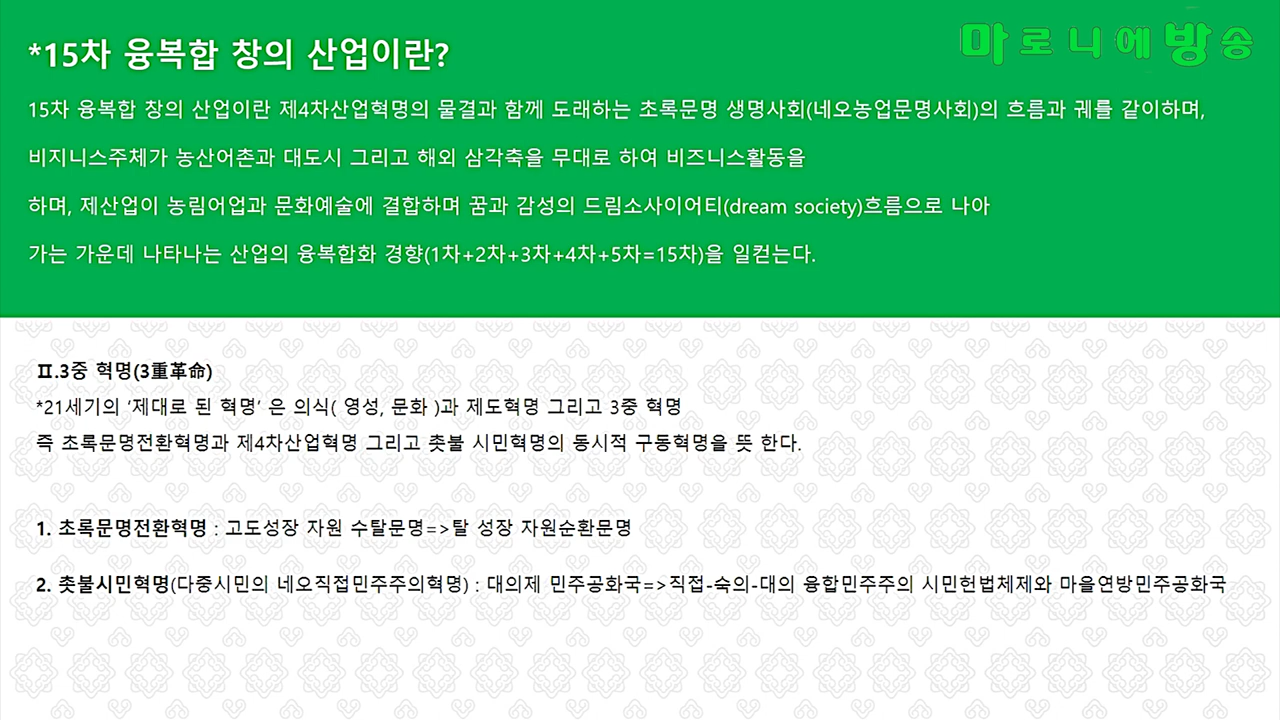 마로니에방송
*15차 융복합 창의 산업이란?
15차 융복합 창의 산업이란 제4차산업혁명의 물결과 함께 도래하는 초록문명 생명사회(네오농업문명사회)의 흐름과 궤를 같이하며,
비지니스주체가 농산어촌과 대도시 그리고 해외 삼각축을 무대로 하여 비즈니스활동을
하며, 제산업이 농림어업과 문화예술에 결합하며 꿈과 감성의 드림소사이어티(dream society)흐름으로 나아
가는 가운데 나타나는 산업의 융복합화 경향(1차+2차+3차+4차+5차=15차)을 일컫는다.
Ⅱ.3중 혁명(3重革命)
*21세기의 ‘제대로 된 혁명’ 은 의식( 영성, 문화 )과 제도혁명 그리고 3중 혁명
즉 초록문명전환혁명과 제4차산업혁명 그리고 촛불 시민혁명의 동시적 구동혁명을 뜻 한다.
1. 초록문명전환혁명 : 고도성장 자원 수탈문명=>탈 성장 자원순환문명
2. 촛불시민혁명(다중시민의 네오직접민주주의혁명) : 대의제 민주공화국=>직접-숙의-대의 융합민주주의 시민헌법체제와 마을연방민주공화국